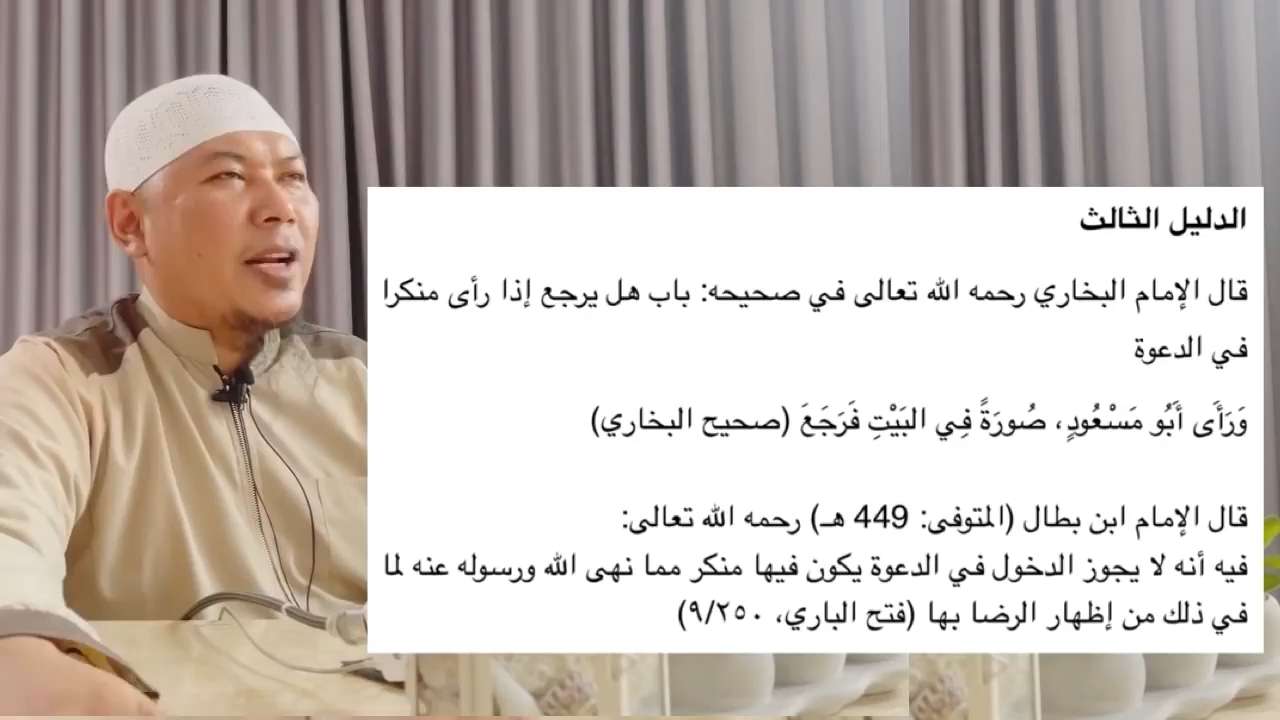 الدليل الثالث
قال الإمام البخاري رحمه الله تعالى في صحيحه: باب هل يرجع إذا رأى منكرا
في الدعوة
وَرَأَى أَبُو مَسْعُودٍ، صُورَةً فِي البَيْتِ فَرَجَعَ (صحيح البخاري)
قال الإمام ابن بطال (المتوفى: 449 هـ) رحمه الله تعالى:
فيه أنه لا يجوز الدخول في الدعوة يكون فيها منكر مما نهى الله ورسوله عنه لما
في ذلك من إظهار الرضا بها (فتح الباري، ٩/٢٥٠)